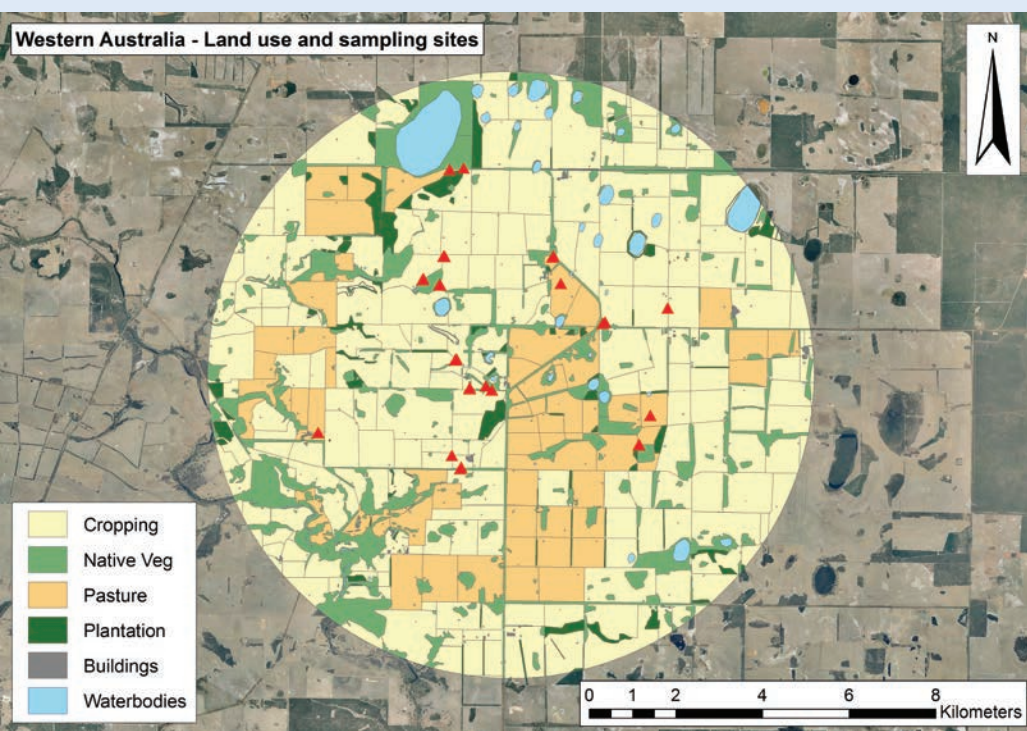 Western Australia - Land use and sampling sites
N
Cropping
Native Veg
Pasture
Plantation
Buildings
Waterbodies
0 1 2 4 6 8
Kilometers